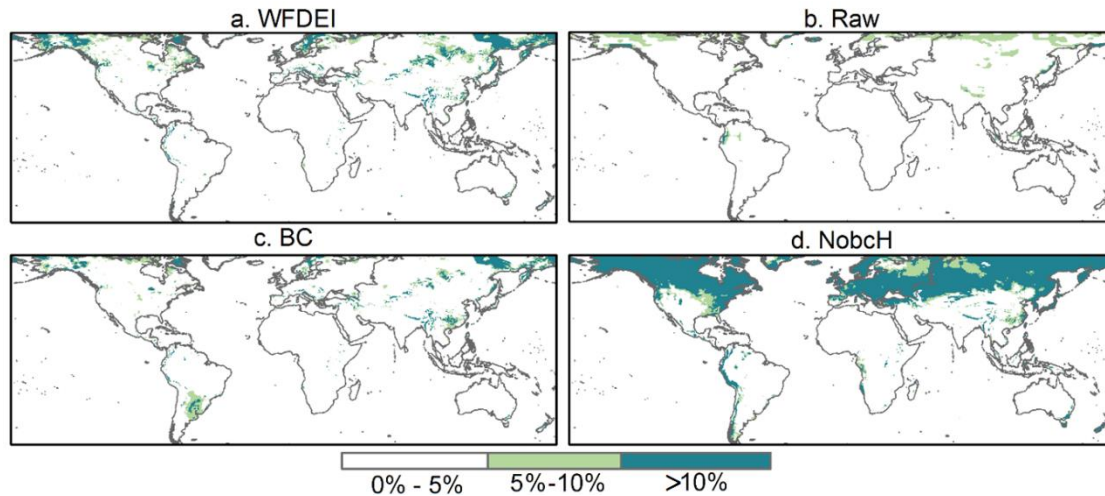 a. WFDEI
b. Raw
c. BC
d. NobcH
0% - 5%
5%-10%
>10%